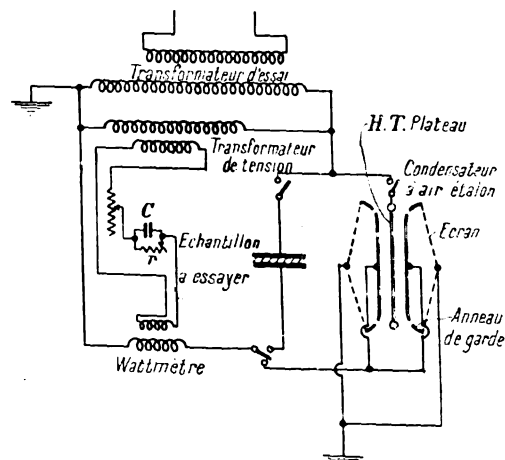 Transformateur d'essai
H.T. Plateau
Transformateur
de tension
Condensateur
à air étalon
C
r
Echantillon
a essayer
Ecran
Anneau
de garde
Wattmètre